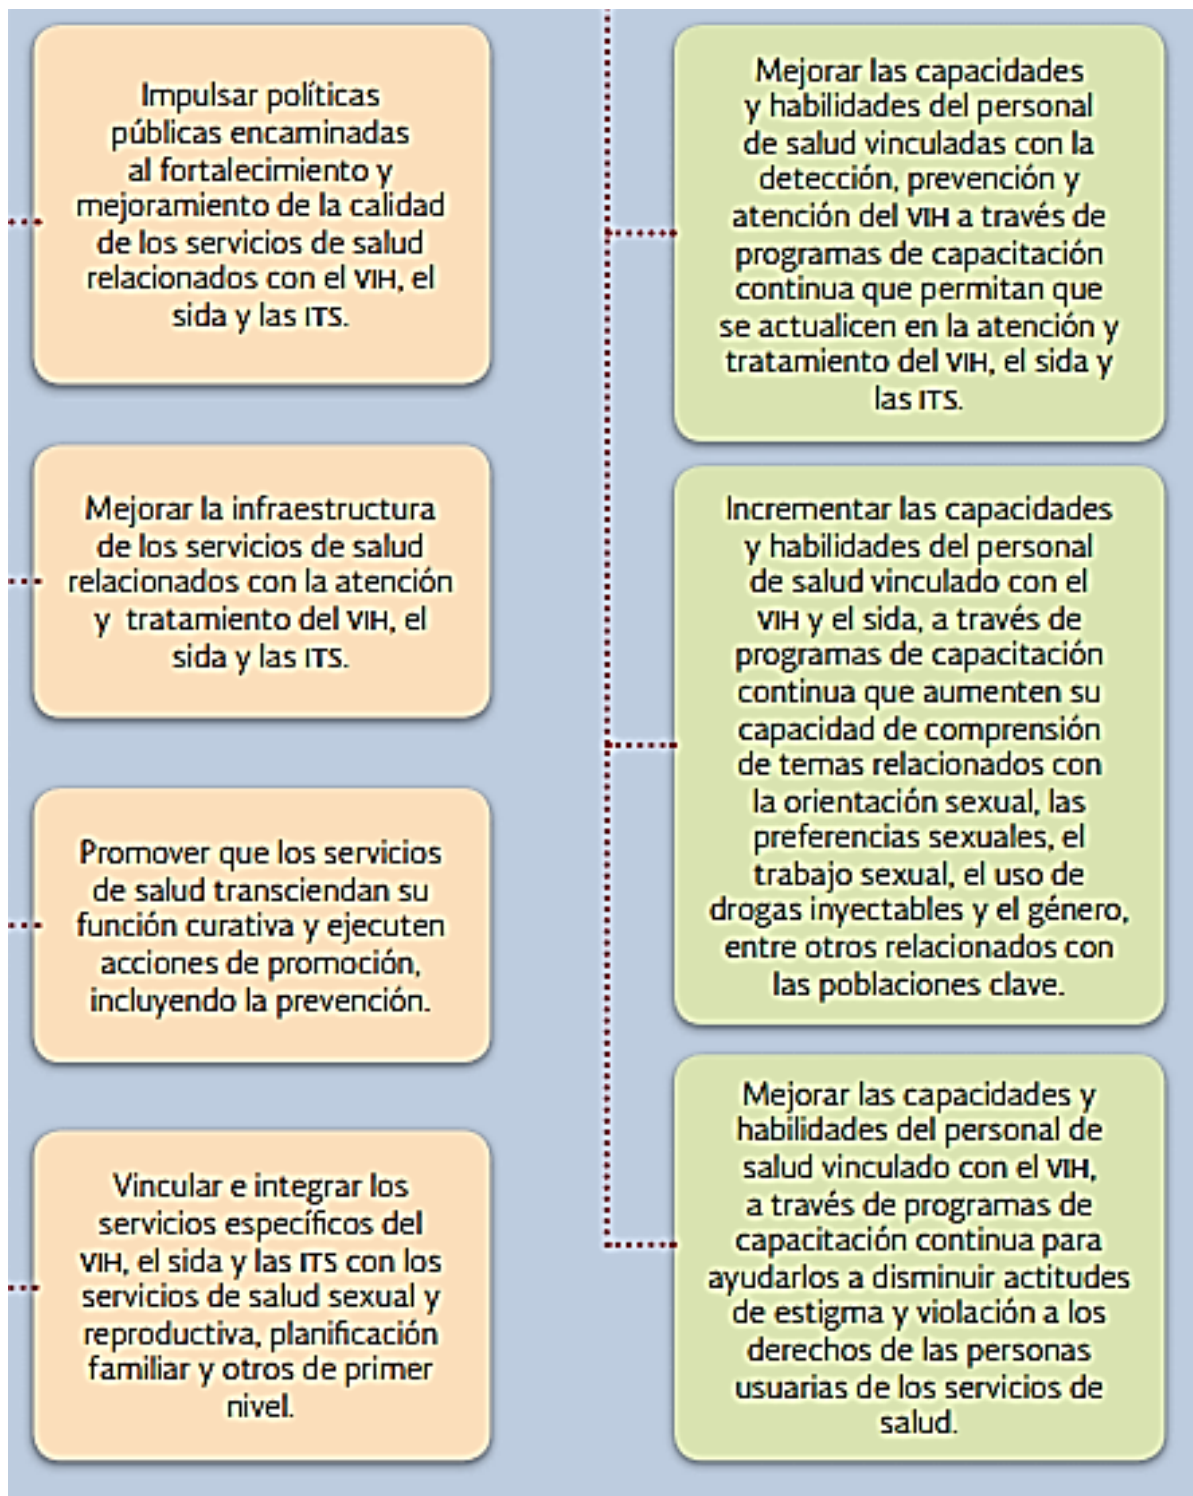 Impulsar políticas
públicas encaminadas
al fortalecimiento y
mejoramiento de la calidad
de los servicios de salud
relacionados con el VIH, el
sida y las ITS.
Mejorar la infraestructura
de los servicios de salud
relacionados con la atención
y tratamiento del VIH, el
sida y las ITS.
Promover que los servicios
de salud transciendan su
función curativa y ejecuten
acciones de promoción,
incluyendo la prevención.
Vincular e integrar los
servicios específicos del
VIH, el sida y las ITS con los
servicios de salud sexual y
reproductiva, planificación
familiar y otros de primer
nivel.
Mejorar las capacidades
y habilidades del personal
de salud vinculadas con la
detección, prevención y
atención del VIH a través de
programas de capacitación
continua que permitan que
se actualicen en la atención y
tratamiento del VIH, el sida y
las ITS.
Incrementar las capacidades
y habilidades del personal
de salud vinculado con el
VIH y el sida, a través de
programas de capacitación
continua que aumenten su
capacidad de comprensión
de temas relacionados con
la orientación sexual, las
preferencias sexuales, el
trabajo sexual, el uso de
drogas inyectables y el género,
entre otros relacionados con
las poblaciones clave.
Mejorar las capacidades y
habilidades del personal de
salud vinculado con el VIH,
a través de programas de
capacitación continua para
ayudarlos a disminuir actitudes
de estigma y violación a los
derechos de las personas
usuarias de los servicios de
salud.